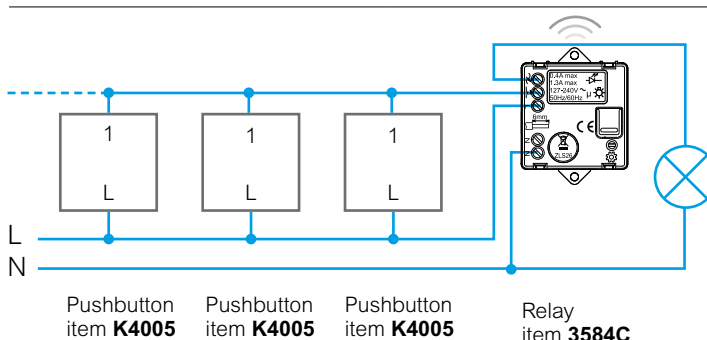 0,4A max
1,3A max
127-240V ~
50Hz/60Hz
µ
6mm
CE
ZLS26
N
1
1
1
L
L
L
L
N
Pushbutton
item K4005
Pushbutton
item K4005
Pushbutton
item K4005
Relay
item 3584C